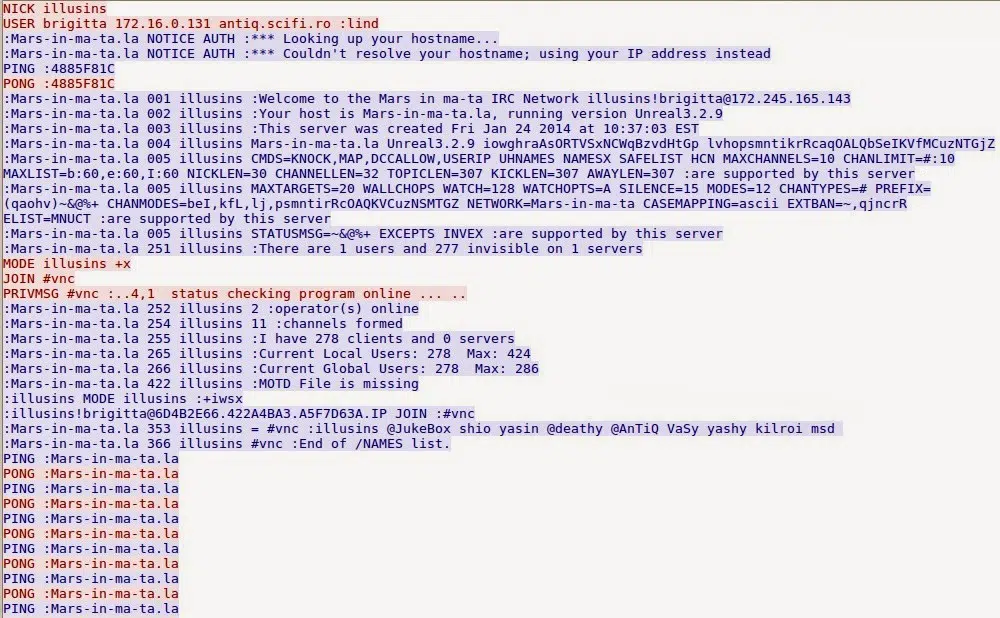 NICK illusins
USER brigitta 172.16.0.131 antiq.scifi.ro :lind
:Mars-in-ma-ta.la NOTICE AUTH :*** Looking up your hostname...
:Mars-in-ma-ta.la NOTICE AUTH :*** Couldn't resolve your hostname; using your IP address instead
PING :4885F81C
PONG :4885F81C
:Mars-in-ma-ta.la 001 illusins :Welcome to the Mars in ma-ta IRC Network illusins!brigitta@172.245.165.143
:Mars-in-ma-ta.la 002 illusins :Your host is Mars-in-ma-ta.la, running version Unreal3.2.9
:Mars-in-ma-ta.la 003 illusins :This server was created Fri Jan 24 2014 at 10:37:03 EST
:Mars-in-ma-ta.la 004 illusins Mars-in-ma-ta.la Unreal3.2.9 iowghraAsORTVSxNCWqBzvdHtGp lvhopsmntikrRcaqOALQbSeIKVfMCuzNTGjZ
:Mars-in-ma-ta.la 005 illusins CMDS=KNOCK,MAP,DCCALLOW,USERIP UHNAMES NAMESX SAFELIST HCN MAXCHANNELS=10 CHANLIMIT=#:10
MAXLIST=b:60,e:60,I:60 NICKLEN=30 CHANNELLEN=32 TOPICLEN=307 KICKLEN=307 AWAYLEN=307 :are supported by this server
:Mars-in-ma-ta.la 005 illusins MAXTARGETS=20 WALLCHOPS WATCH=128 WATCHOPTS=A SILENCE=15 MODES=12 CHANTYPES=# PREFIX=
(qaohv)~&@%+ CHANMODES=beI,kfL,lj,psmntirRcOAQKVCuzNSMTGZ NETWORK=Mars-in-ma-ta CASEMAPPING=ascii EXTBAN=~,qjncrR
ELIST=MNUCT :are supported by this server
:Mars-in-ma-ta.la 005 illusins STATUSMSG=~&@%+ EXCEPTS INVEX :are supported by this server
:Mars-in-ma-ta.la 251 illusins :There are 1 users and 277 invisible on 1 servers
MODE illusins +x
JOIN #vnc
PRIVMSG #vnc :..4,1  status checking program online ... ..
:Mars-in-ma-ta.la 252 illusins 2 :operator(s) online
:Mars-in-ma-ta.la 254 illusins 11 :channels formed
:Mars-in-ma-ta.la 255 illusins :I have 278 clients and 0 servers
:Mars-in-ma-ta.la 265 illusins :Current Local Users: 278  Max: 424
:Mars-in-ma-ta.la 266 illusins :Current Global Users: 278  Max: 286
:Mars-in-ma-ta.la 422 illusins :MOTD File is missing
:illusins MODE illusins :+iwsx
:illusins!brigitta@6D4B2E66.422A4BA3.A5F7D63A.IP JOIN :#vnc
:Mars-in-ma-ta.la 353 illusins = #vnc :illusins @JukeBox shio yasin @deathy @AnTiQ VaSy yashy kilroi msd
:Mars-in-ma-ta.la 366 illusins #vnc :End of /NAMES list.
PING :Mars-in-ma-ta.la
PONG :Mars-in-ma-ta.la
PING :Mars-in-ma-ta.la
PONG :Mars-in-ma-ta.la
PING :Mars-in-ma-ta.la
PONG :Mars-in-ma-ta.la
PING :Mars-in-ma-ta.la
PONG :Mars-in-ma-ta.la
PING :Mars-in-ma-ta.la
PONG :Mars-in-ma-ta.la
PING :Mars-in-ma-ta.la